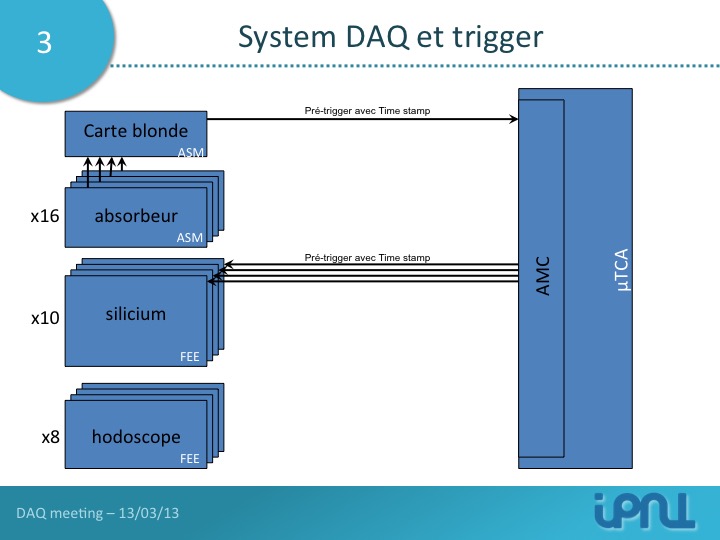 3
System DAQ et trigger
Pré-trigger avec Time stamp
Carte blonde
ASM
x16
absorbeur
ASM
Pré-trigger avec Time stamp
AMC
µTCA
x10
silicium
FEE
x8
hodoscope
FEE
DAQ meeting – 13/03/13
ipnl